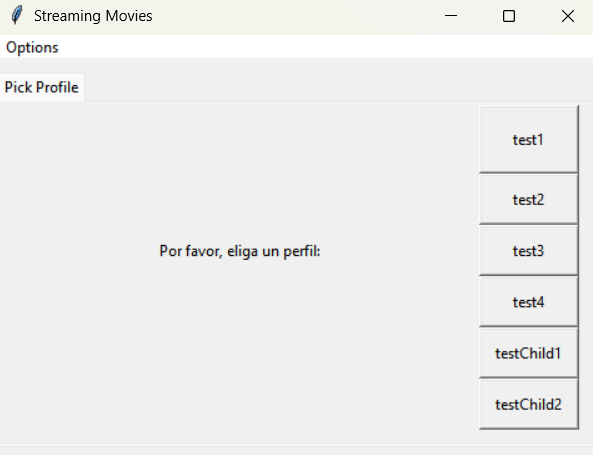 Streaming Movies
Options
Pick Profile
test1
test2
Por favor, eliga un perfil:
test3
test4
testChild1
testChild2